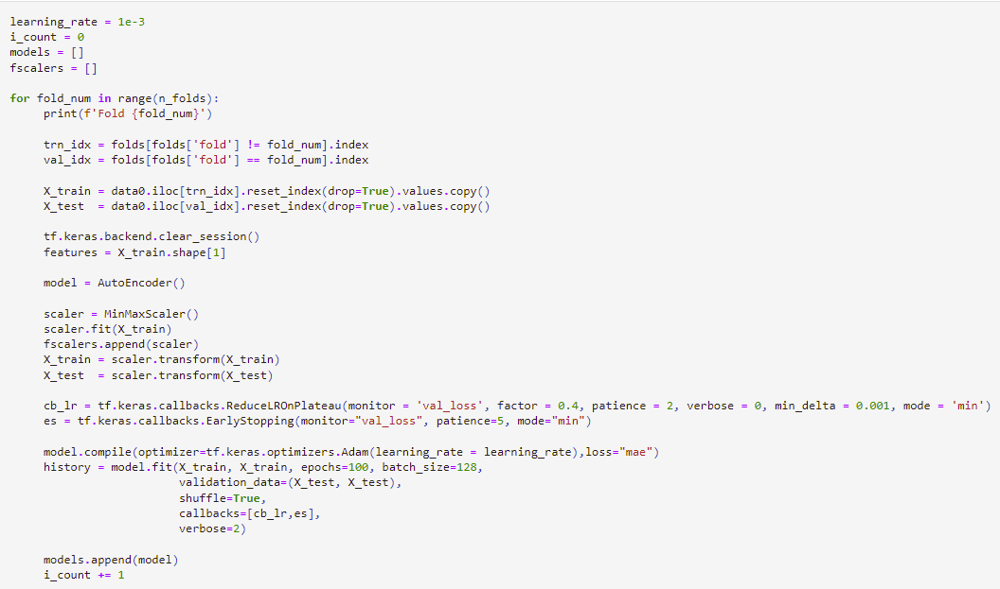 learning_rate = 1e-3
i_count = 0
models = []
fscalers = []
for fold_num in range(n_folds):
print(f'Fold {fold_num}')
trn_idx = folds[folds['fold'] != fold_num].index
val_idx = folds[folds['fold'] == fold_num].index
X_train = data0.iloc[trn_idx].reset_index(drop=True).values.copy()
X_test  = data0.iloc[val_idx].reset_index(drop=True).values.copy()
tf.keras.backend.clear_session()
features = X_train.shape[1]
model = AutoEncoder()
scaler = MinMaxScaler()
scaler.fit(X_train)
fscalers.append(scaler)
X_train = scaler.transform(X_train)
X_test  = scaler.transform(X_test)
cb_lr = tf.keras.callbacks.ReduceLROnPlateau(monitor = 'val_loss', factor = 0.4, patience = 2, verbose = 0, min_delta = 0.001, mode = 'min')
es = tf.keras.callbacks.EarlyStopping(monitor="val_loss", patience=5, mode="min")
model.compile(optimizer=tf.keras.optimizers.Adam(learning_rate = learning_rate),loss="mae")
history = model.fit(X_train, X_train, epochs=100, batch_size=128,
validation_data=(X_test, X_test),
shuffle=True,
callbacks=[cb_lr,es],
verbose=2)
models.append(model)
i_count += 1